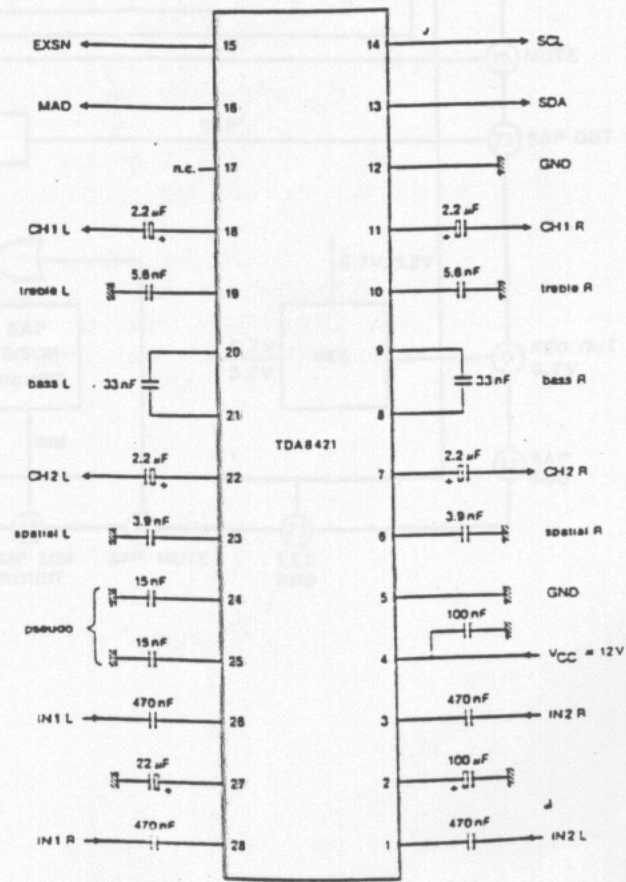 EXSN 15 14 SCL
MAD 16 13 SDA
n.c. 17 12 GND
2.2 µF 2.2 µF
CH1 L + 18 11 + CH1 R
5.6 nF 5.6 nF
treble L 19 10 treble R
20 9
bass L 33 nF 33 nF bass R
21 8
TDA8421
2.2 µF 2.2 µF
CH2 L + 22 7 + CH2 R
3.9 nF 3.9 nF
spatial L 23 6 spatial R
15 nF
24 5 GND
pseudo 100 nF
15 nF
25 4 VCC = 12V
470 nF 470 nF
IN1 L 26 3 IN2 R
22 µF 100 µF
+ 27 2 +
470 nF 470 nF
IN1 R 28 1 IN2 L
MUTE
SAP OUT